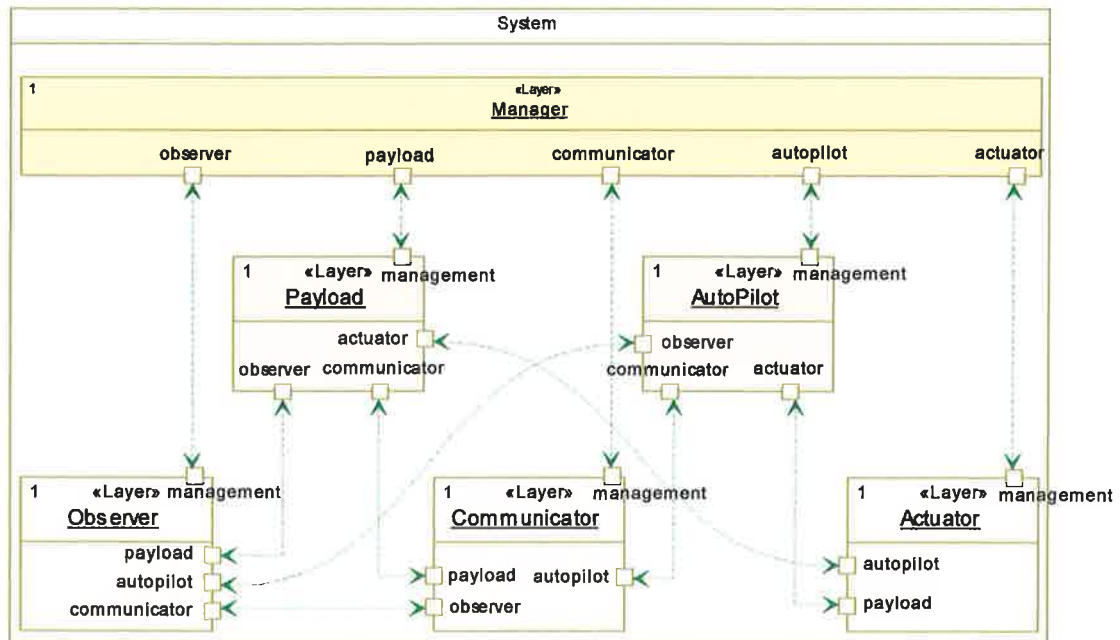 System
1
«Layer»
Manager
observer
payload
communicator
autopilot
actuator
1 «Layer» management
Payload
actuator
observer communicator
1 «Layer» management
AutoPilot
observer
communicator actuator
1 «Layer» management
Observer
payload
autopilot
communicator
1 «Layer» management
Communicator
payload autopilot
observer
1 «Layer» management
Actuator
autopilot
payload